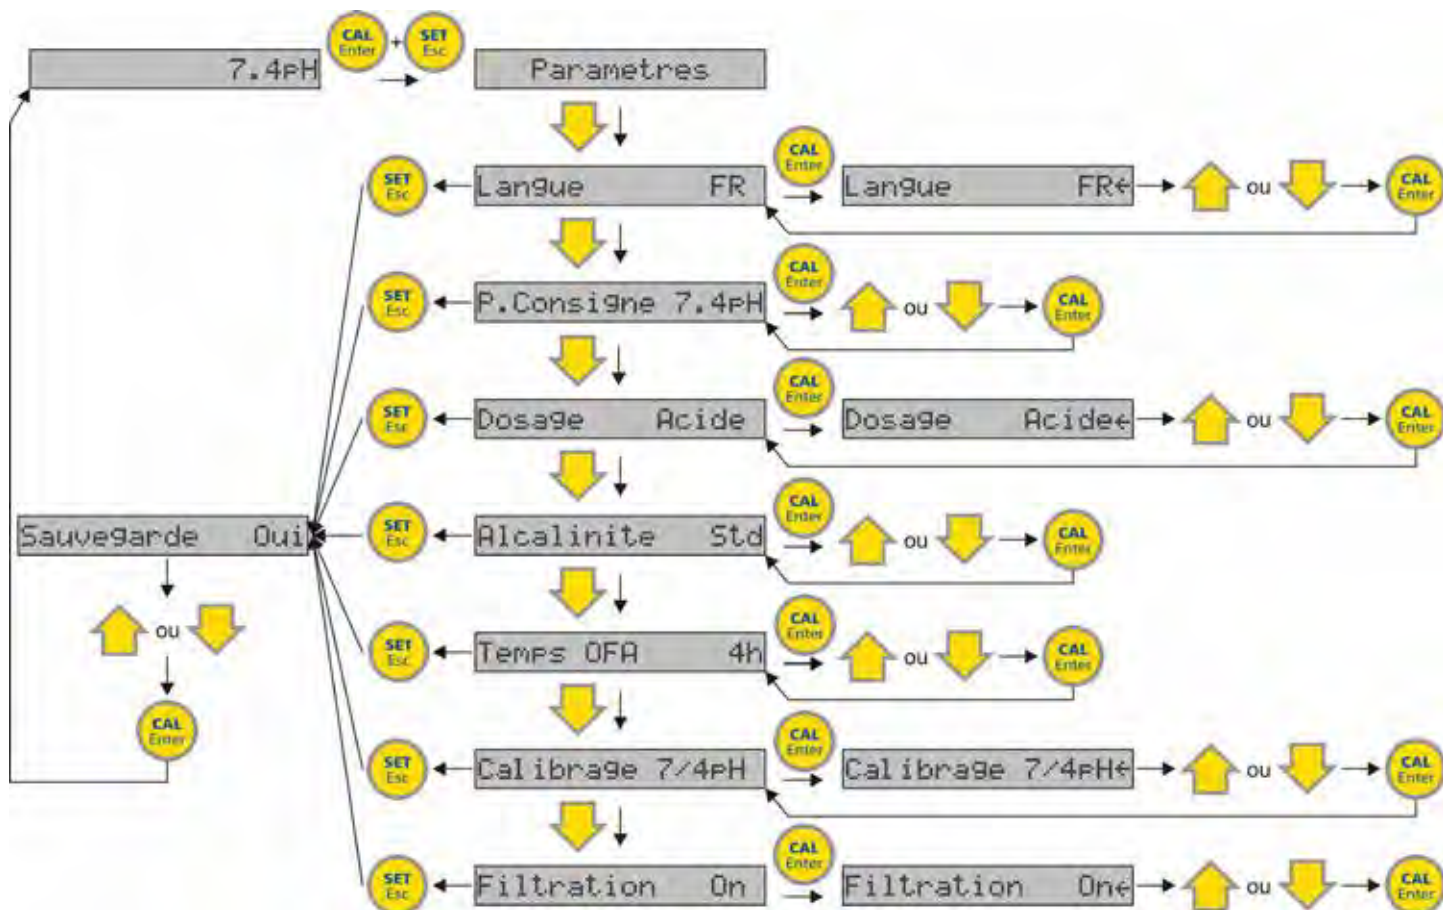 7.4pH
CAL
Enter
+
SET
Esc
Parametres
SET
Esc
Langue FR
CAL
Enter
Langue FR←
ou
CAL
Enter
SET
Esc
P.Consigne 7.4pH
CAL
Enter
ou
CAL
Enter
SET
Esc
Dosage Acide
CAL
Enter
Dosage Acide←
ou
CAL
Enter
Sauvegarde Oui
SET
Esc
Alcalinite Std
CAL
Enter
ou
CAL
Enter
ou
CAL
Enter
SET
Esc
Temps OFA 4h
CAL
Enter
ou
CAL
Enter
SET
Esc
Calibrage 7/4pH
CAL
Enter
Calibrage 7/4pH←
ou
CAL
Enter
SET
Esc
Filtration On
CAL
Enter
Filtration On←
ou
CAL
Enter